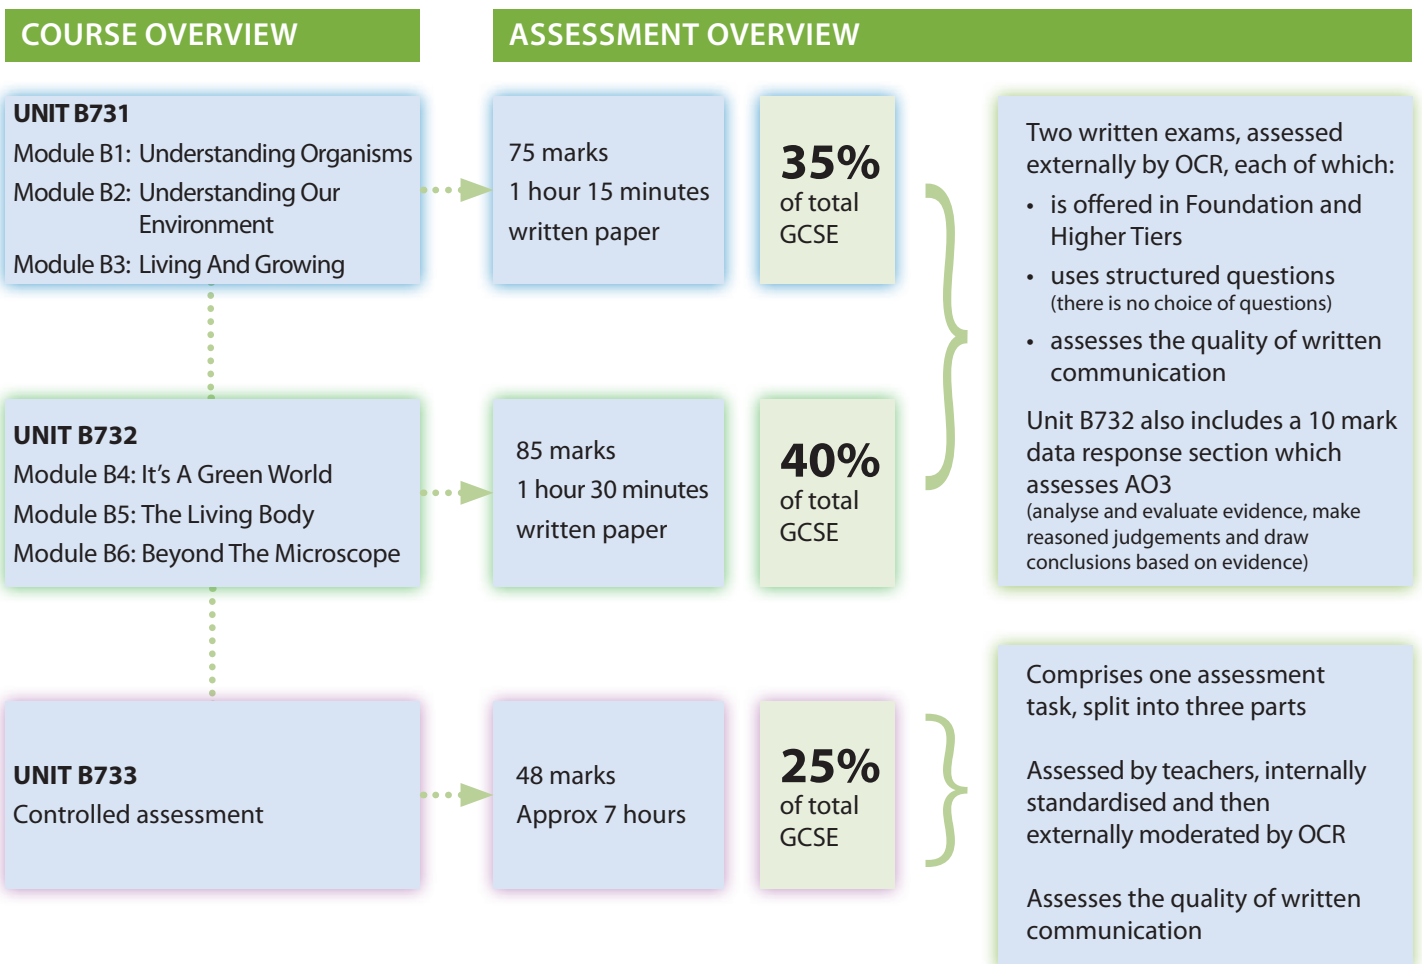 COURSE OVERVIEW
ASSESSMENT OVERVIEW
UNIT B731
Module B1: Understanding Organisms
Module B2: Understanding Our
Environment
Module B3: Living And Growing
75 marks
1 hour 15 minutes
written paper
35%
of total
GCSE
Two written exams, assessed
externally by OCR, each of which:
• is offered in Foundation and
Higher Tiers
• uses structured questions
(there is no choice of questions)
• assesses the quality of written
communication
Unit B732 also includes a 10 mark
data response section which
assesses AO3
(analyse and evaluate evidence, make
reasoned judgements and draw
conclusions based on evidence)
UNIT B732
Module B4: It’s A Green World
Module B5: The Living Body
Module B6: Beyond The Microscope
85 marks
1 hour 30 minutes
written paper
40%
of total
GCSE
UNIT B733
Controlled assessment
48 marks
Approx 7 hours
25%
of total
GCSE
Comprises one assessment
task, split into three parts
Assessed by teachers, internally
standardised and then
externally moderated by OCR
Assesses the quality of written
communication